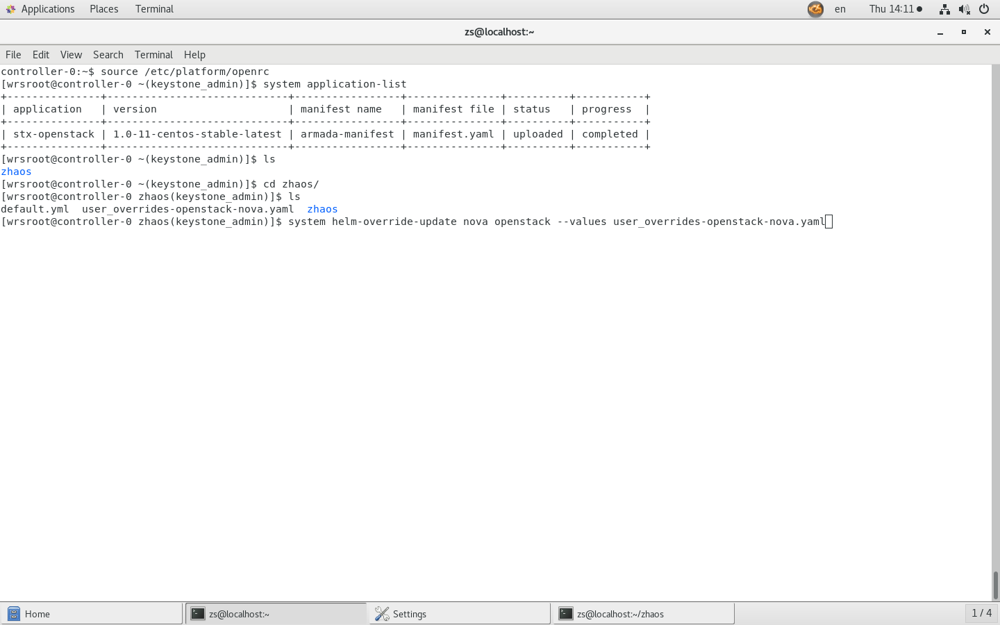 Applications Places Terminal en Thu 14:11
zs@localhost:~
File Edit View Search Terminal Help
controller-0:~$ source /etc/platform/openrc
[wrsroot@controller-0 ~(keystone_admin)]$ system application-list
+---------------+-----------------------------+-----------------+---------------+----------+-----------+
| application   | version                     | manifest name   | manifest file | status   | progress  |
+---------------+-----------------------------+-----------------+---------------+----------+-----------+
| stx-openstack | 1.0-11-centos-stable-latest | armada-manifest | manifest.yaml | uploaded | completed |
+---------------+-----------------------------+-----------------+---------------+----------+-----------+
[wrsroot@controller-0 ~(keystone_admin)]$ ls
zhaos
[wrsroot@controller-0 ~(keystone_admin)]$ cd zhaos/
[wrsroot@controller-0 zhaos(keystone_admin)]$ ls
default.yml  user_overrides-openstack-nova.yaml  zhaos
[wrsroot@controller-0 zhaos(keystone_admin)]$ system helm-override-update nova openstack --values user_overrides-openstack-nova.yaml
Home zs@localhost:~ Settings zs@localhost:~/zhaos 1 / 4